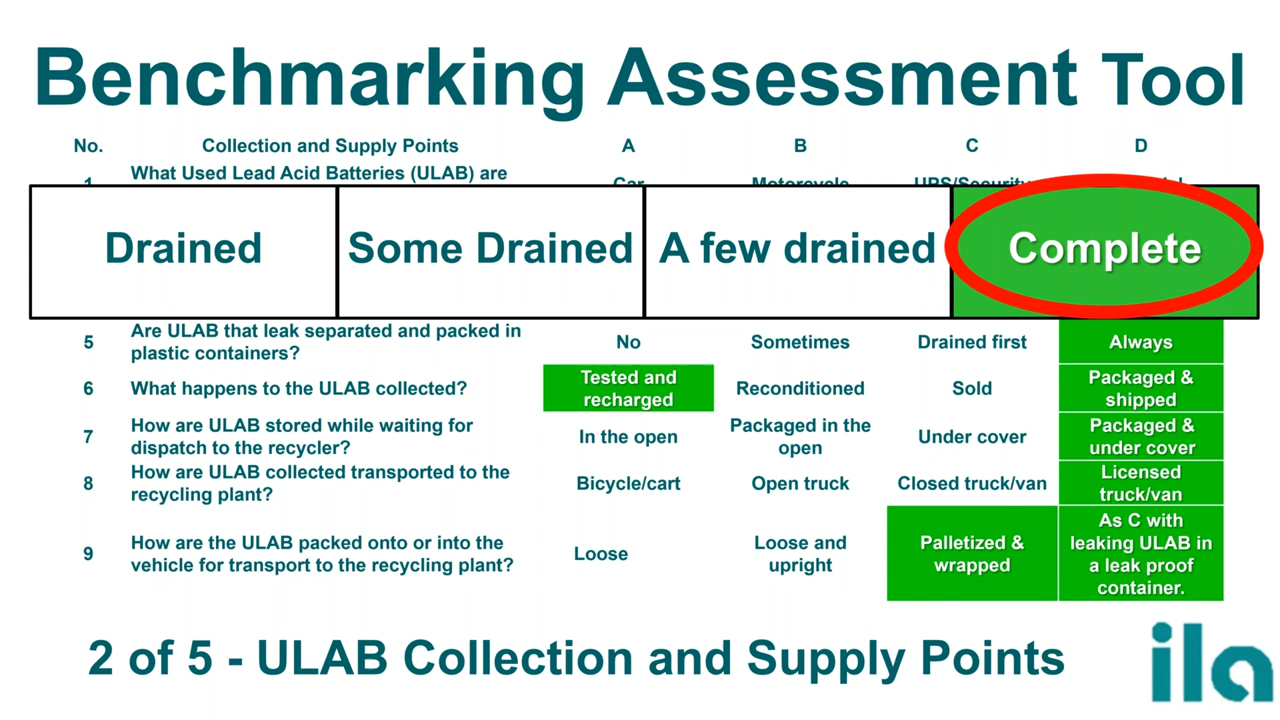 Benchmarking Assessment Tool
No. Collection and Supply Points A B C D
What Used Lead Acid Batteries (ULAB) are
1 Car Motorcycle UPS/Security
Drained Some Drained A few drained Complete
5 Are ULAB that leak separated and packed in plastic containers? No Sometimes Drained first Always
6 What happens to the ULAB collected? Tested and recharged Reconditioned Sold Packaged & shipped
7 How are ULAB stored while waiting for dispatch to the recycler? In the open Packaged in the open Under cover Packaged & under cover
8 How are ULAB collected transported to the recycling plant? Bicycle/cart Open truck Closed truck/van Licensed truck/van
9 How are the ULAB packed onto or into the vehicle for transport to the recycling plant? Loose Loose and upright Palletized & wrapped As C with leaking ULAB in a leak proof container.
2 of 5 - ULAB Collection and Supply Points
ila